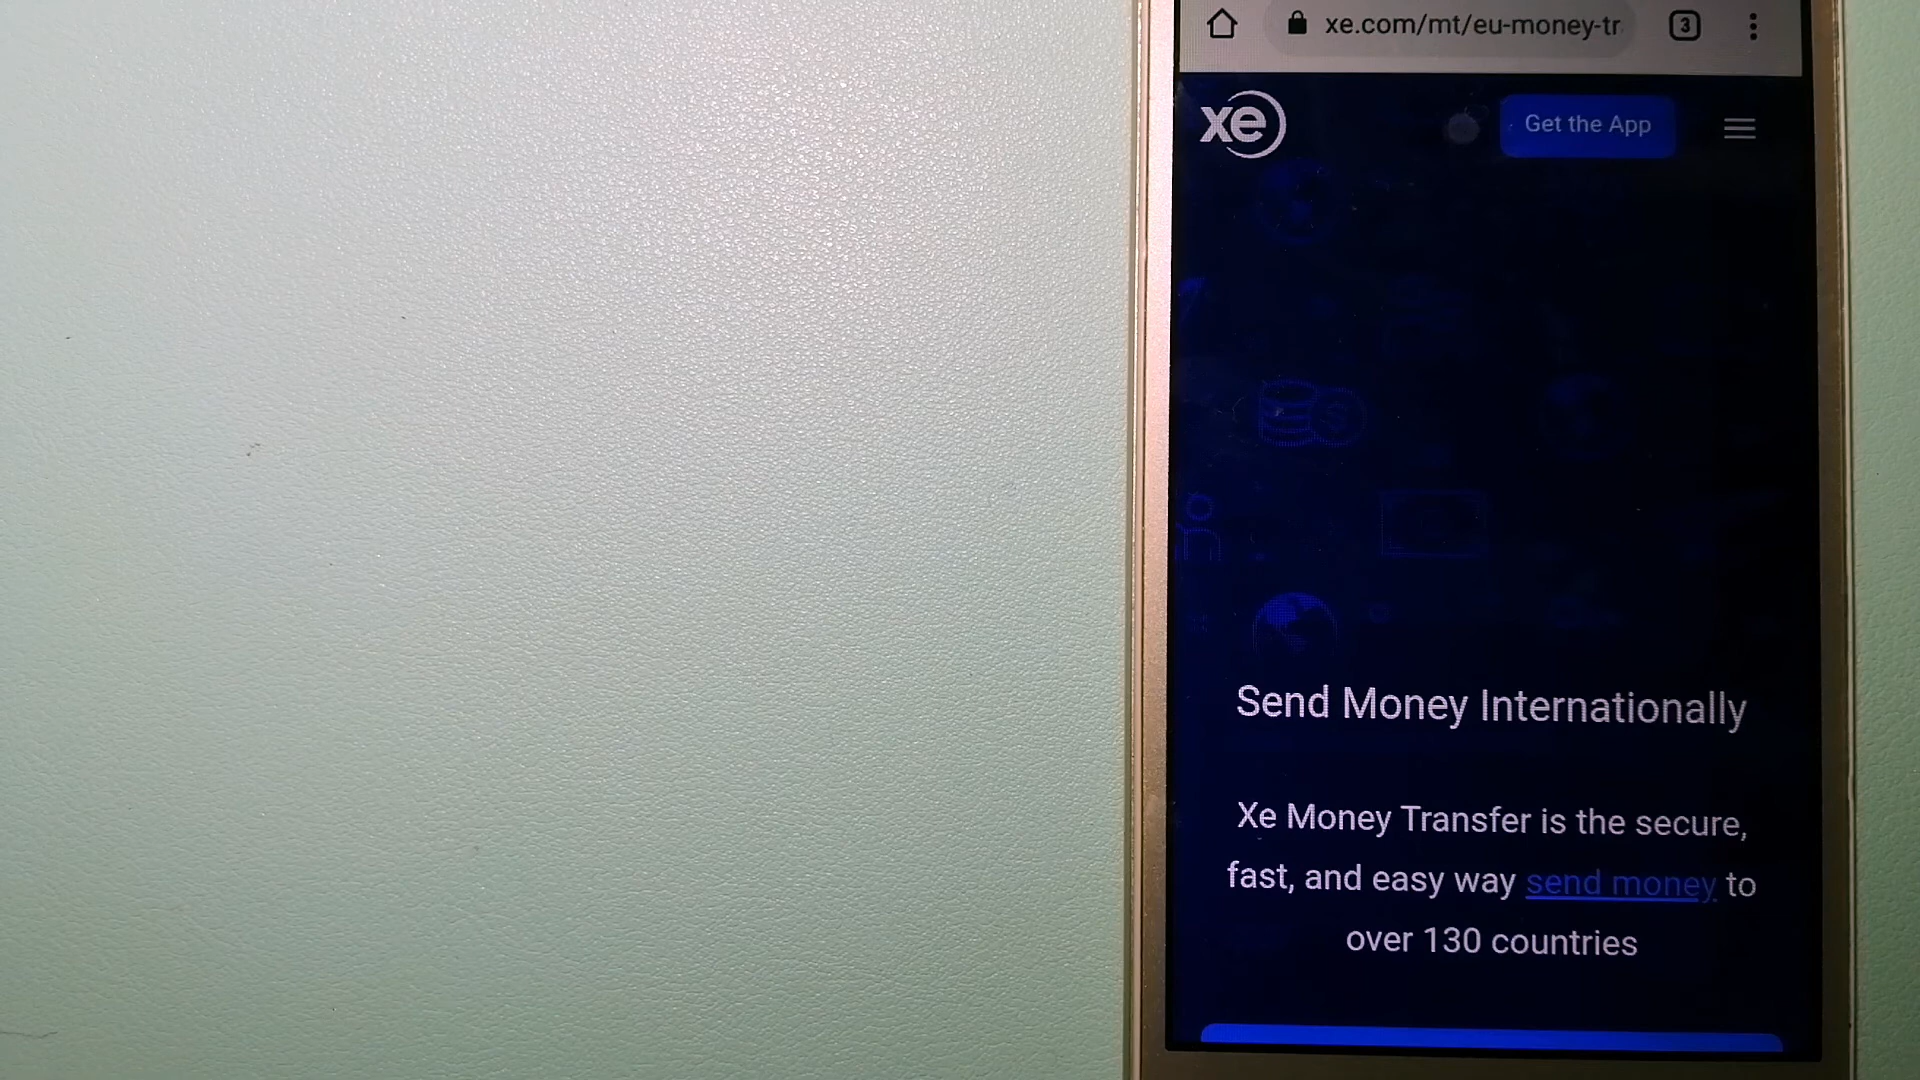 xe.com/mt/eu-money-tr
3
xe
Get the App
Send Money Internationally
Xe Money Transfer is the secure,
fast, and easy way send money to
over 130 countries